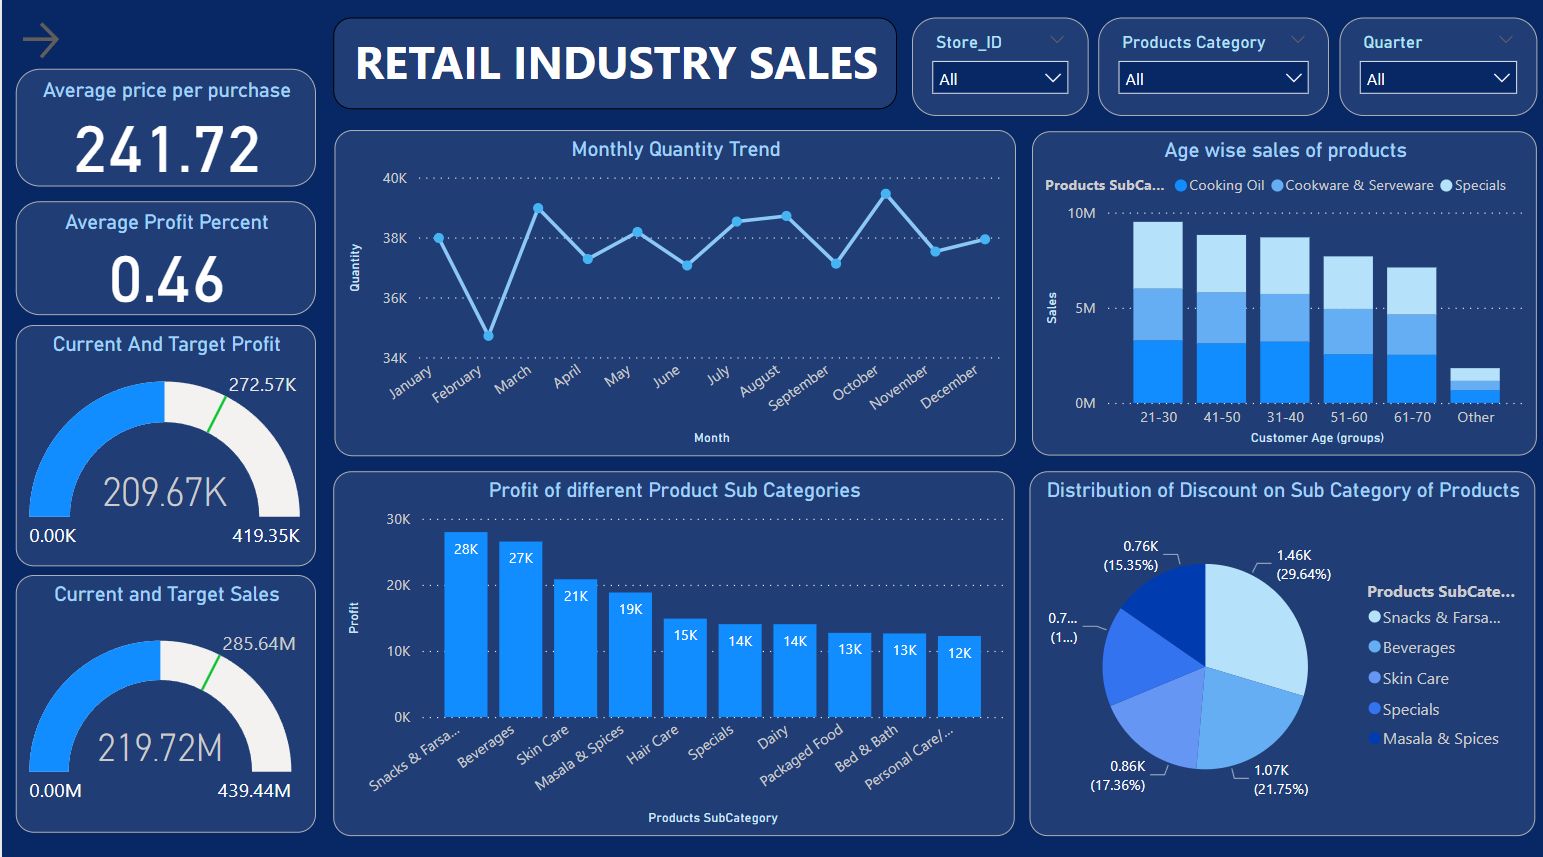 RETAIL INDUSTRY SALES
Store_ID
All
Products Category
All
Quarter
All
Average price per purchase
241.72
Average Profit Percent
0.46
Current And Target Profit
272.57K
209.67K
0.00K
419.35K
Current and Target Sales
285.64M
219.72M
0.00M
439.44M
Monthly Quantity Trend
40K
38K
36K
34K
Quantity
January
February
March
April
May
June
July
August
September
October
November
December
Month
Age wise sales of products
Products SubCa... Cooking Oil Cookware & Serveware Specials
10M
5M
0M
Sales
21-30
41-50
31-40
51-60
61-70
Other
Customer Age (groups)
Profit of different Product Sub Categories
30K
20K
10K
0K
Profit
28K
27K
21K
19K
15K
14K
14K
13K
13K
12K
Snacks & Farsa...
Beverages
Skin Care
Masala & Spices
Hair Care
Specials
Dairy
Packaged Food
Bed & Bath
Personal Care/...
Products SubCategory
Distribution of Discount on Sub Category of Products
0.76K
(15.35%)
1.46K
(29.64%)
0.7...
(1...)
0.86K
(17.36%)
1.07K
(21.75%)
Products SubCate...
Snacks & Farsa...
Beverages
Skin Care
Specials
Masala & Spices